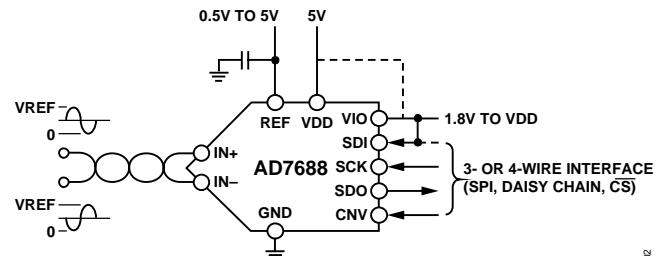 0.5V TO 5V
5V
VREF
0
REF
VDD
VIO
1.8V TO VDD
SDI
IN+
AD7688
SCK
3- OR 4-WIRE INTERFACE
(SPI, DAISY CHAIN, CS)
IN–
SDO
VREF
GND
CNV
0